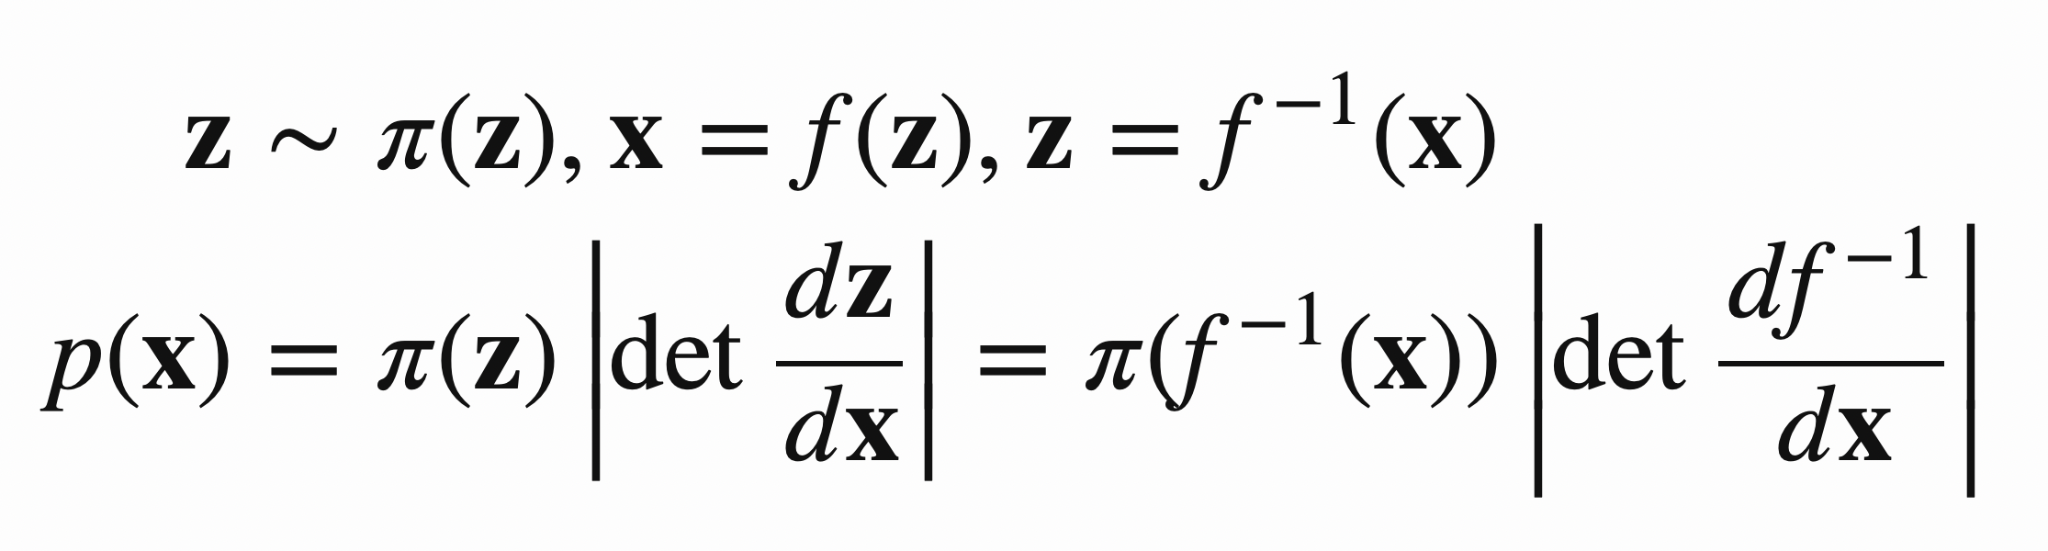 𝐳 ∼ π(𝐳), 𝐱 = f(𝐳), 𝐳 = f⁻¹(𝐱)
p(𝐱) = π(𝐳) |det d𝐳/d𝐱| = π(f⁻¹(𝐱)) |det df⁻¹/d𝐱|